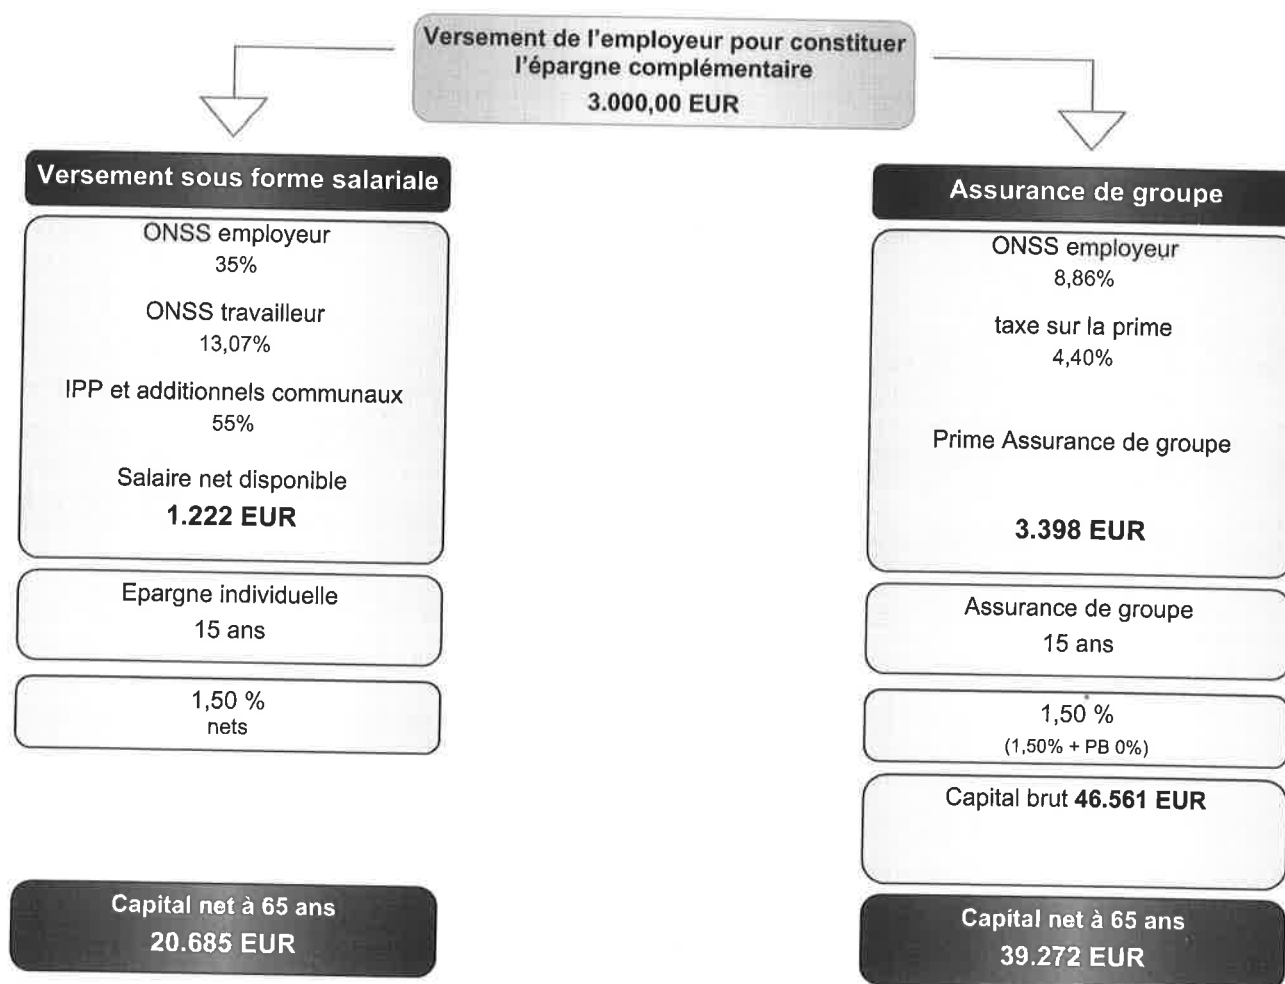 Versement de l'employeur pour constituer
l'épargne complémentaire
3.000,00 EUR
Versement sous forme salariale
ONSS employeur
35%
ONSS travailleur
13,07%
IPP et additionnels communaux
55%
Salaire net disponible
1.222 EUR
Epargne individuelle
15 ans
1,50 %
nets
Capital net à 65 ans
20.685 EUR
Assurance de groupe
ONSS employeur
8,86%
taxe sur la prime
4,40%
Prime Assurance de groupe
3.398 EUR
Assurance de groupe
15 ans
1,50 %
(1,50% + PB 0%)
Capital brut 46.561 EUR
Capital net à 65 ans
39.272 EUR